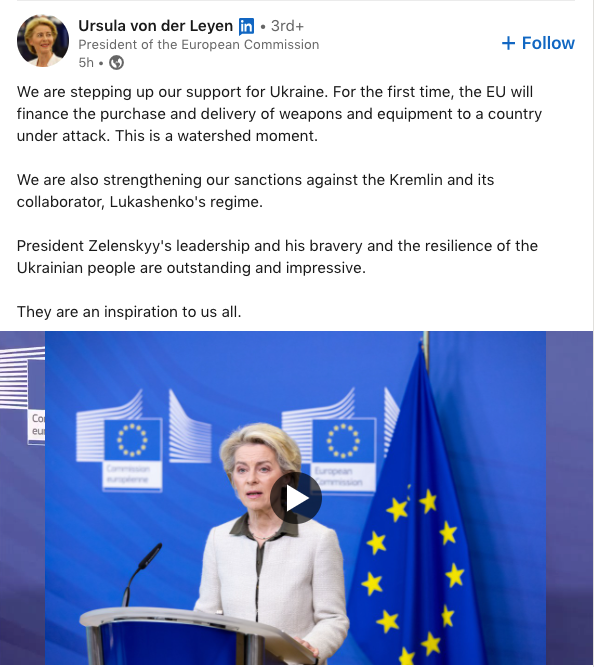 Ursula von der Leyen in • 3rd+
President of the European Commission
5h •
+ Follow
We are stepping up our support for Ukraine. For the first time, the EU will
finance the purchase and delivery of weapons and equipment to a country
under attack. This is a watershed moment.
We are also strengthening our sanctions against the Kremlin and its
collaborator, Lukashenko's regime.
President Zelenskyy's leadership and his bravery and the resilience of the
Ukrainian people are outstanding and impressive.
They are an inspiration to us all.
Commission
européenne
European
Commission